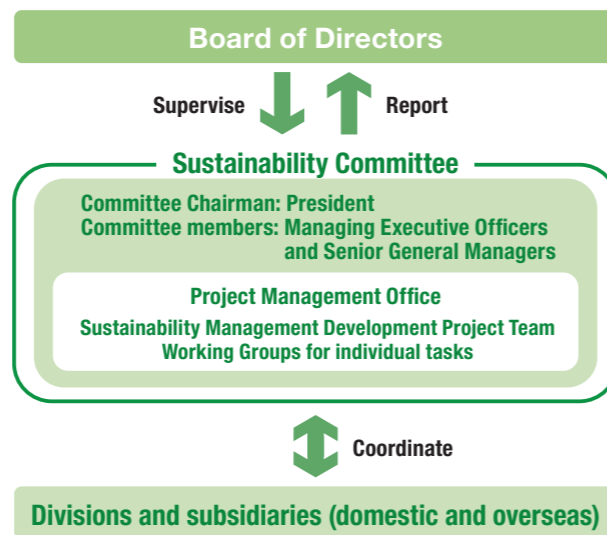 Board of Directors
Supervise
Report
Sustainability Committee
Committee Chairman: President
Committee members: Managing Executive Officers
and Senior General Managers
Project Management Office
Sustainability Management Development Project Team
Working Groups for individual tasks
Coordinate
Divisions and subsidiaries (domestic and overseas)